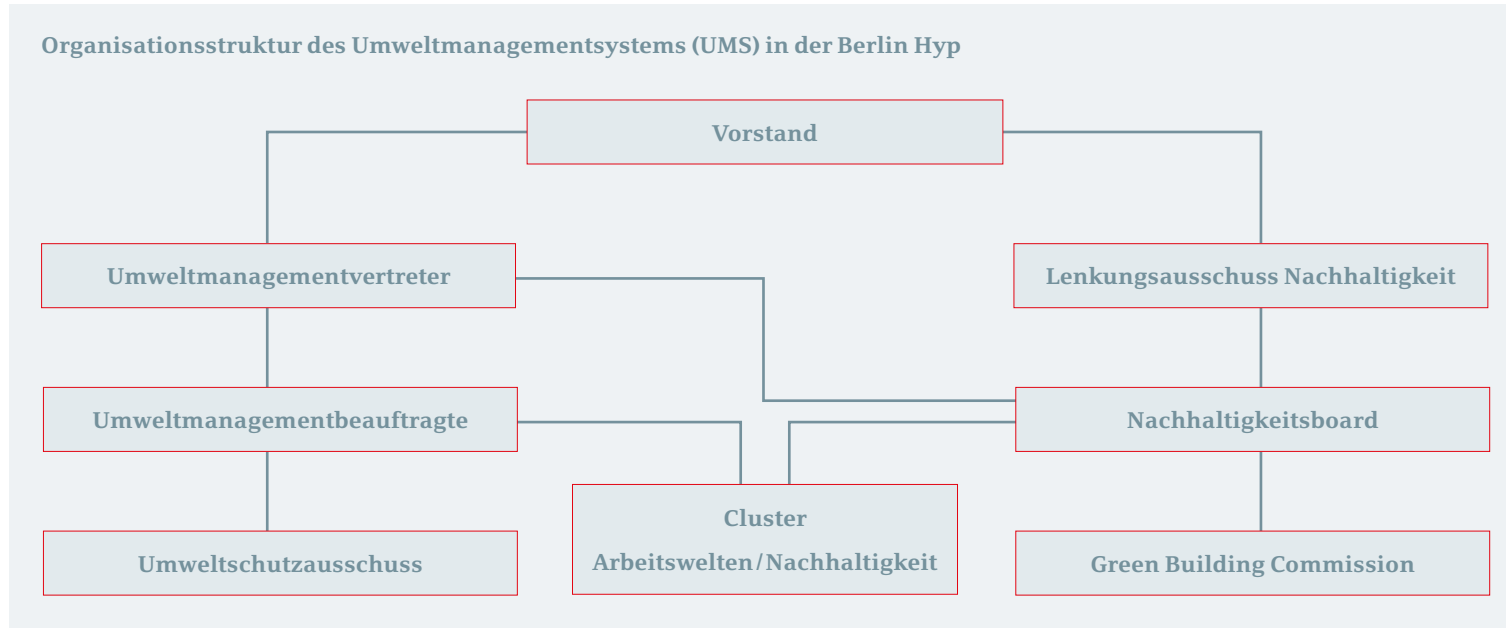 Organisationsstruktur des Umweltmanagementsystems (UMS) in der Berlin Hyp
Vorstand
Umweltmanagementvertreter
Lenkungsausschuss Nachhaltigkeit
Umweltmanagementbeauftragte
Nachhaltigkeitsboard
Cluster
Arbeitswelten/Nachhaltigkeit
Umweltschutzausschuss
Green Building Commission